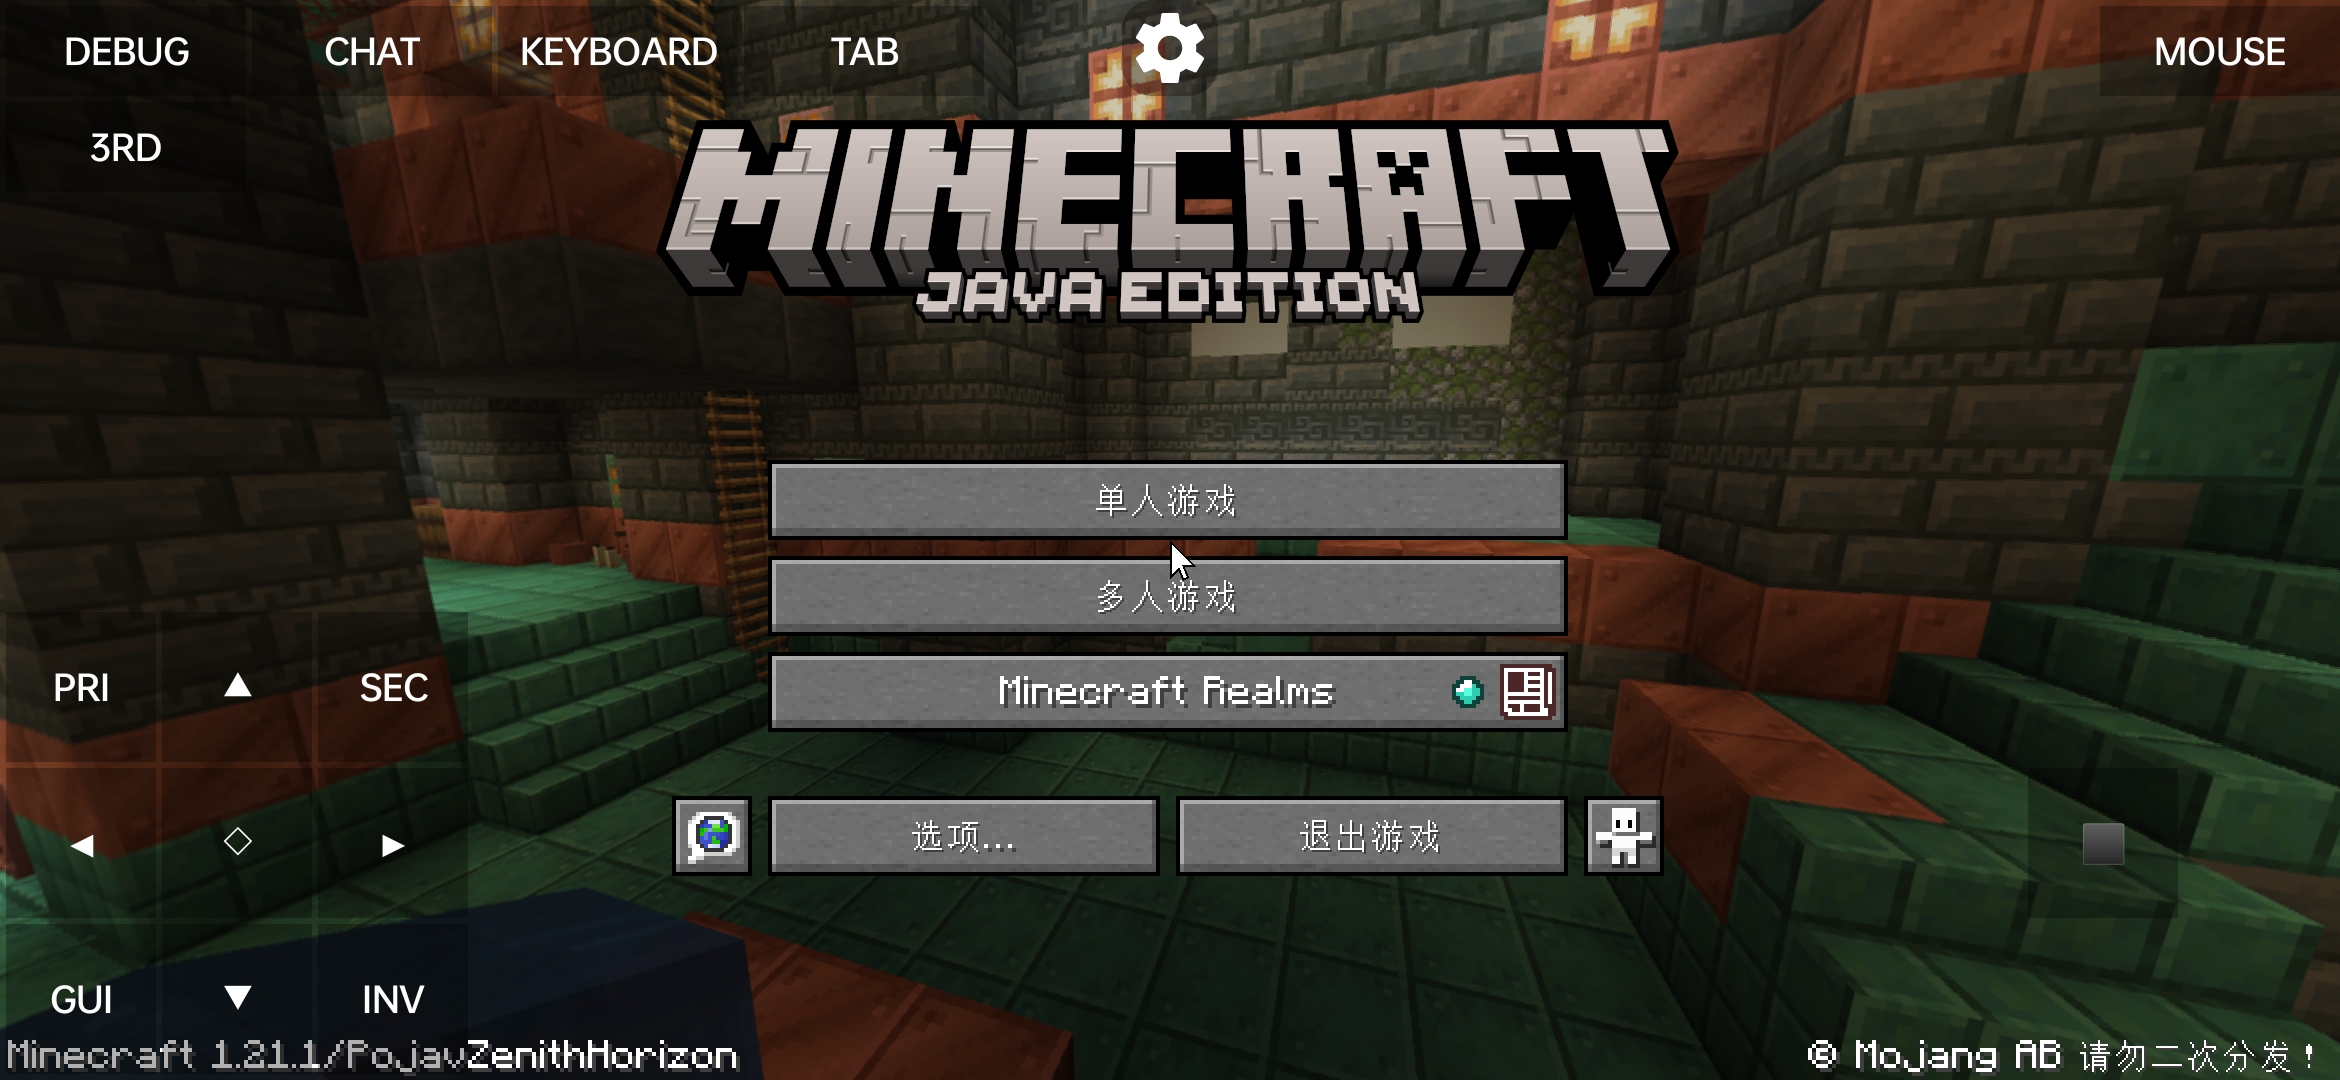 DEBUG CHAT KEYBOARD TAB MOUSE
3RD
MINECRAFT
JAVA EDITION
单人游戏
多人游戏
Minecraft Realms
PRI ▲ SEC
◀ ◇ ▶
选项... 退出游戏
GUI ▼ INV
Minecraft 1.21.1/PojavZenithHorizon
© Mojang AB 请勿二次分发！